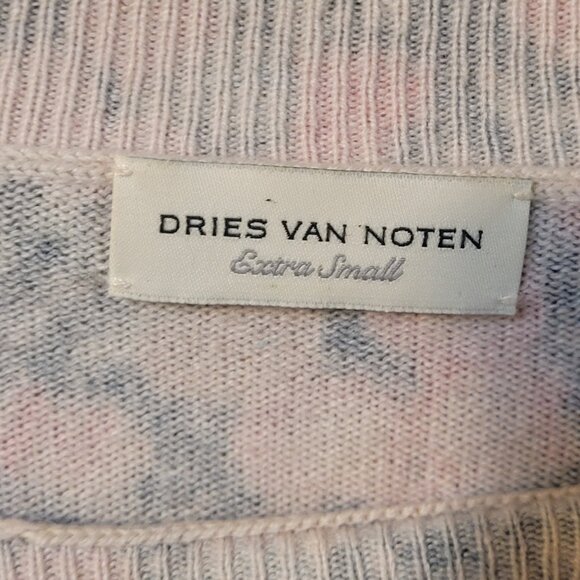 DRIES VAN NOTEN
Extra Small